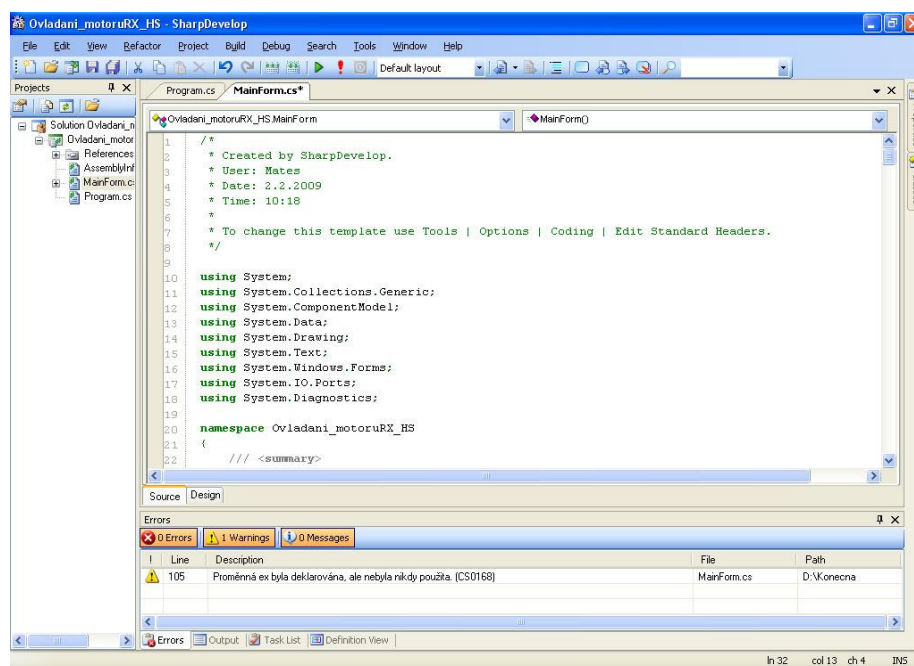 Ovladani_motoruRX_HS - SharpDevelop
File Edit View Refactor Project Build Debug Search Tools Window Help
Default layout
Projects
Program.cs MainForm.cs*
Ovladani_motoruRX_HS.MainForm MainForm()
Solution Ovladani_n
Ovladani_motor
References
AssemblyInf
MainForm.c
Program.cs
1 /*
2 * Created by SharpDevelop.
3 * User: Mates
4 * Date: 2.2.2009
5 * Time: 10:18
6 *
7 * To change this template use Tools | Options | Coding | Edit Standard Headers.
8 */
9
10 using System;
11 using System.Collections.Generic;
12 using System.ComponentModel;
13 using System.Data;
14 using System.Drawing;
15 using System.Text;
16 using System.Windows.Forms;
17 using System.IO.Ports;
18 using System.Diagnostics;
19
20 namespace Ovladani_motoruRX_HS
21 {
22 /// <summary>
Source Design
Errors
0 Errors 1 Warnings 0 Messages
! Line Description File Path
105 Proměnná ex byla deklarována, ale nebyla nikdy použita. (CS0168) MainForm.cs D:\Konecna
Errors Output Task List Definition View
ln 32 col 13 ch 4 INS